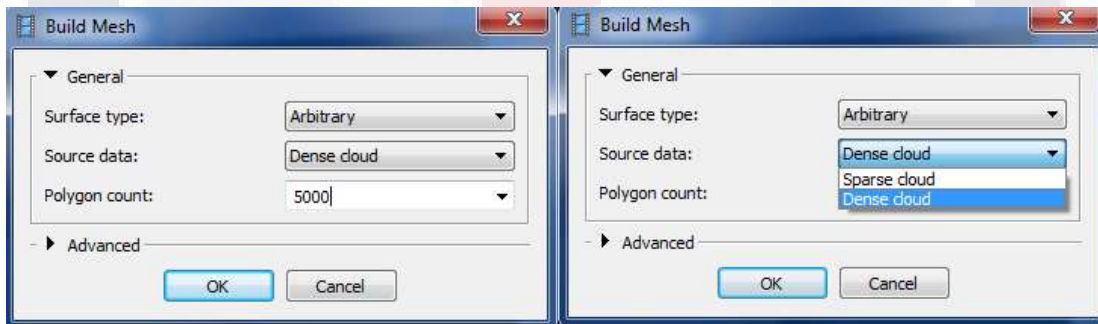 Build Mesh
General
Surface type: Arbitrary
Source data: Dense cloud
Polygon count: 5000
Advanced
OK Cancel
Build Mesh
General
Surface type: Arbitrary
Source data: Dense cloud
Sparse cloud
Polygon count: Dense cloud
Advanced
OK Cancel